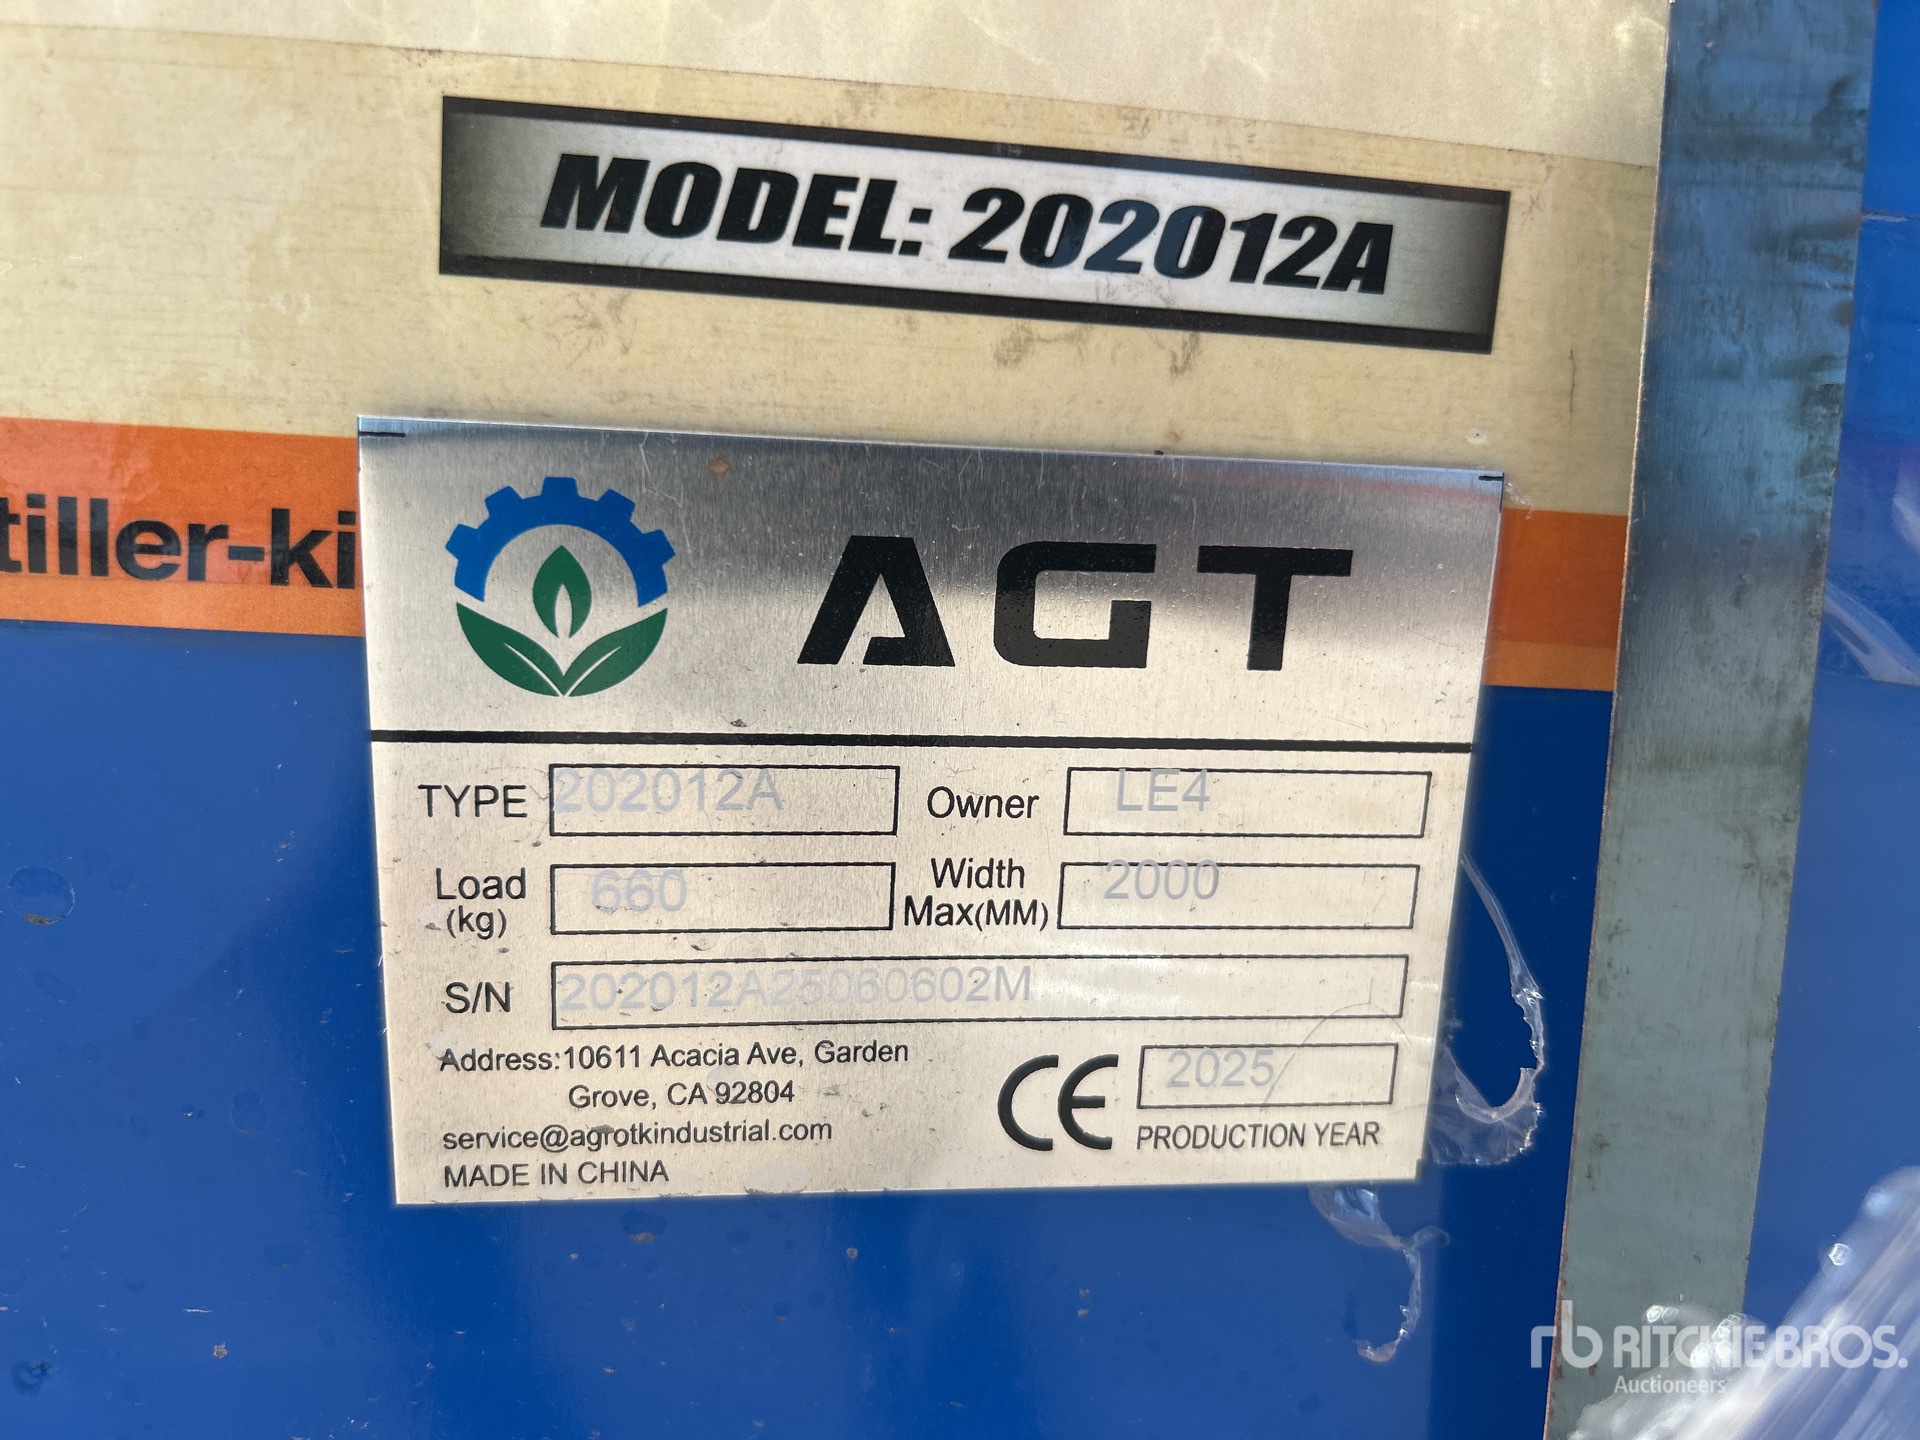 MODEL: 202012A
tiller-ki
AGT
TYPE 202012A Owner LE4
Load (kg) 660 Width Max(MM) 2000
S/N 202012A25060602M
Address:10611 Acacia Ave, Garden
Grove, CA 92804
service@agrotkindustrial.com
MADE IN CHINA
CE 2025
PRODUCTION YEAR
rb RITCHIE BROS.
Auctioneers